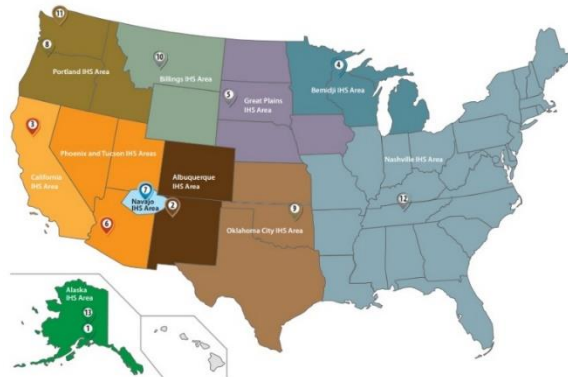 11
8
Portland IHS Area
10
Billings IHS Area
4
Bemidji IHS Area
5
Great Plains
IHS Area
3
California
IHS Area
Phoenix and Tucson IHS Areas
Albuquerque
IHS Area
7
Navajo
IHS Area
2
6
9
Oklahoma City IHS Area
Nashville IHS Area
12
Alaska
IHS Area
13
1